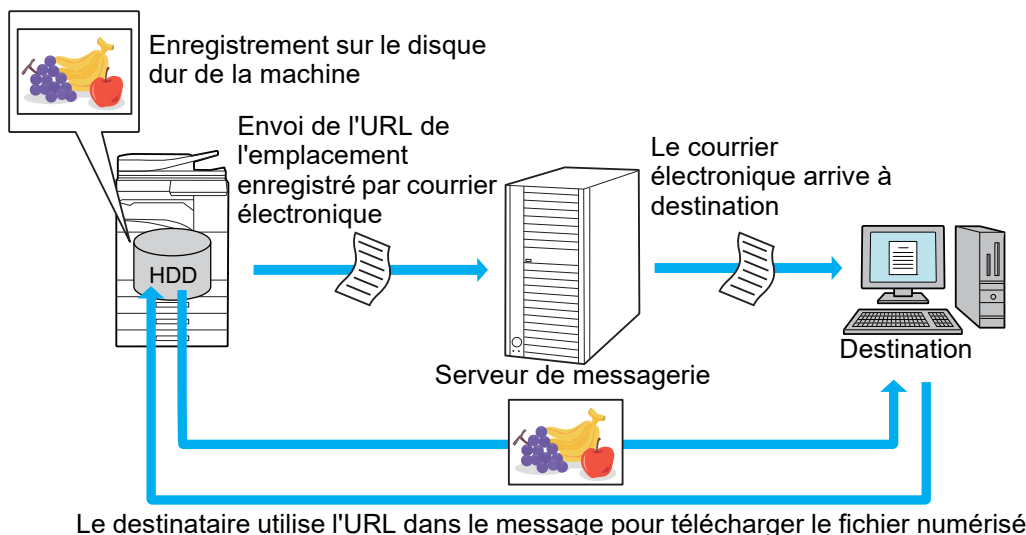 Enregistrement sur le disque
dur de la machine
Envoi de l'URL de
l'emplacement
enregistré par courrier
électronique
Le courrier
électronique arrive à
destination
HDD
Serveur de messagerie
Destination
Le destinataire utilise l'URL dans le message pour télécharger le fichier numérisé